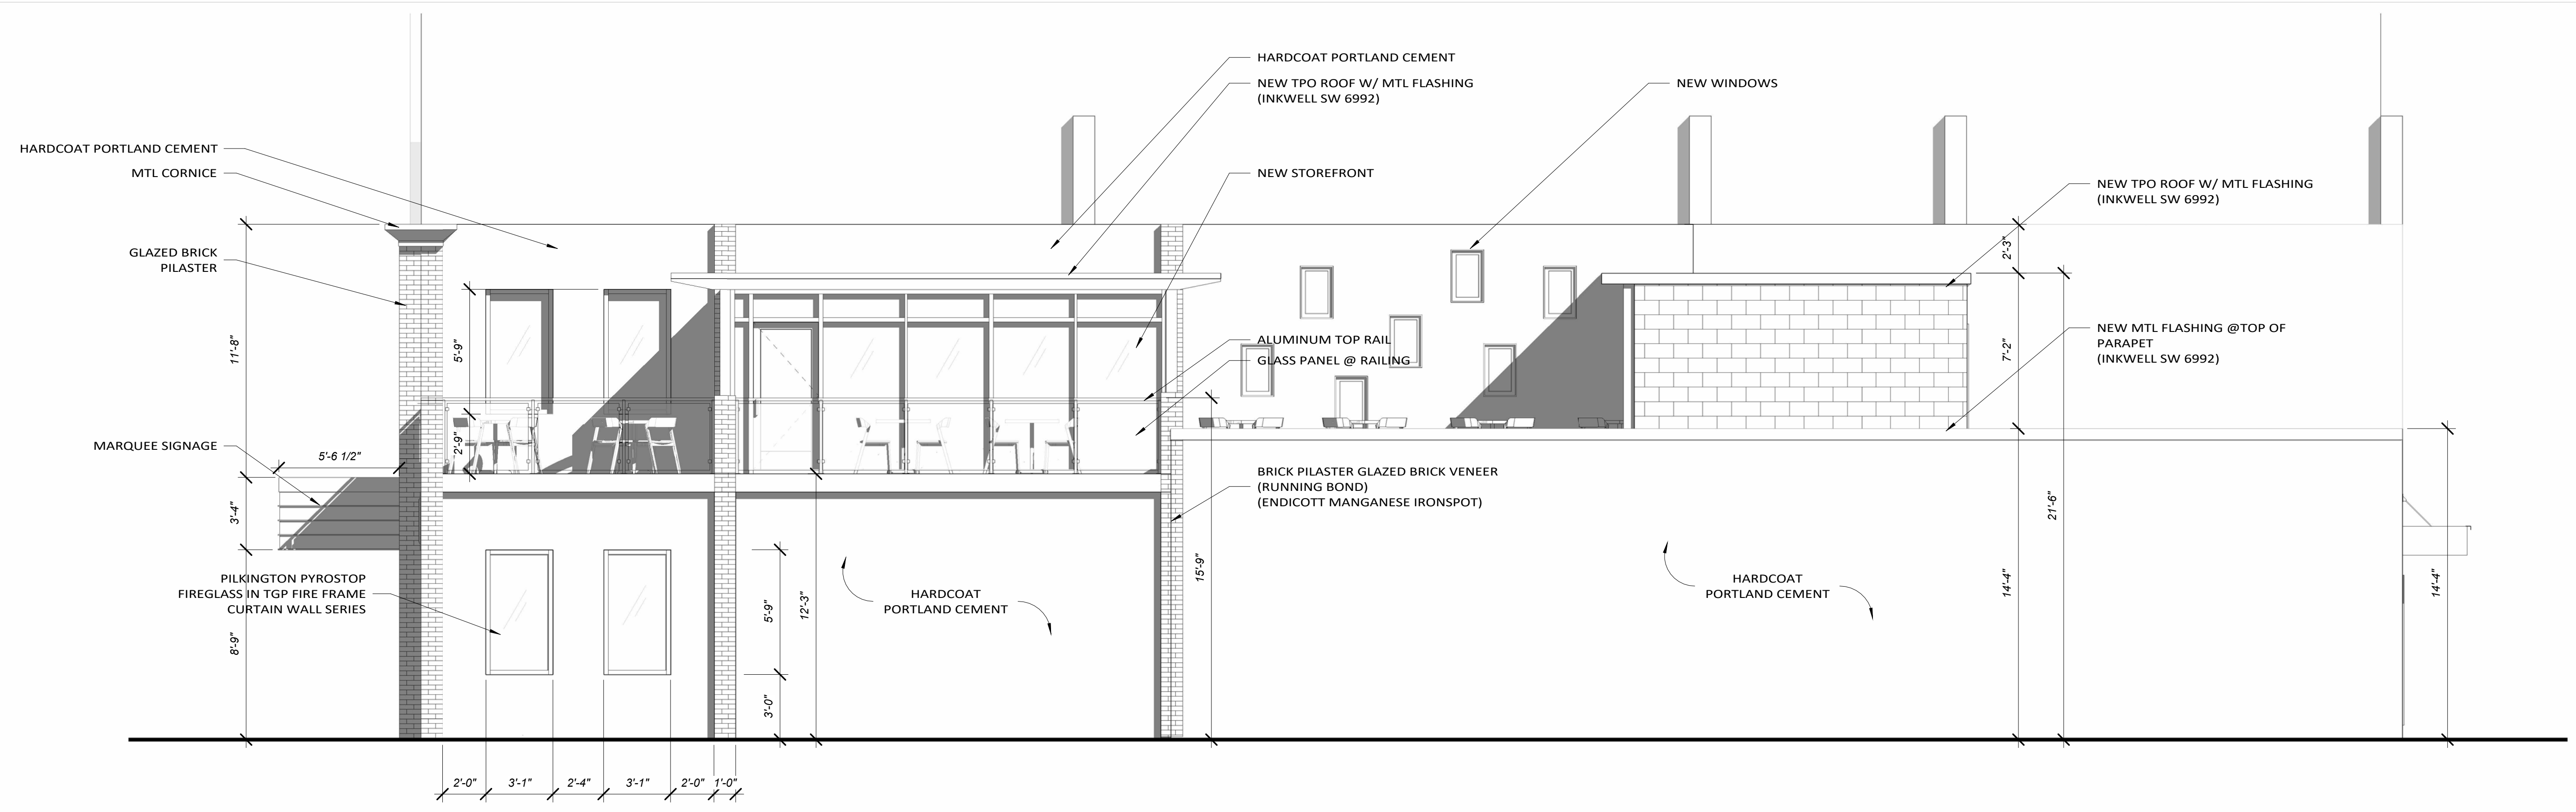 HARDCOAT PORTLAND CEMENT
NEW TPO ROOF W/ MTL FLASHING
(INKWELL SW 6992)
NEW WINDOWS
HARDCOAT PORTLAND CEMENT
MTL CORNICE
NEW STOREFRONT
NEW TPO ROOF W/ MTL FLASHING
(INKWELL SW 6992)
GLAZED BRICK
PILASTER
2'-3"
11'-8"
5'-9"
ALUMINUM TOP RAIL
GLASS PANEL @ RAILING
7'-2"
NEW MTL FLASHING @TOP OF
PARAPET
(INKWELL SW 6992)
MARQUEE SIGNAGE
5'-6 1/2"
2'-9"
BRICK PILASTER GLAZED BRICK VENEER
(RUNNING BOND)
(ENDICOTT MANGANESE IRONSPOT)
3'-4"
21'-6"
PILKINGTON PYROSTOP
FIREGLASS IN TGP FIRE FRAME
CURTAIN WALL SERIES
8'-9"
5'-9"
12'-3"
3'-0"
HARDCOAT
PORTLAND CEMENT
15'-9"
HARDCOAT
PORTLAND CEMENT
14'-4"
14'-4"
2'-0"
3'-1"
2'-4"
3'-1"
2'-0"
1'-0"